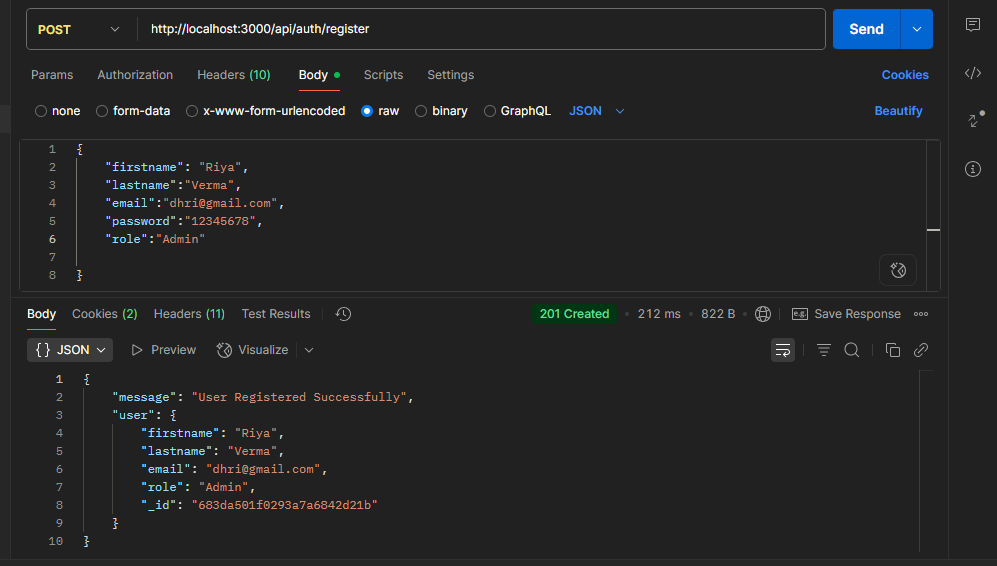 POST http://localhost:3000/api/auth/register Send
Params Authorization Headers (10) Body Scripts Settings Cookies
none form-data x-www-form-urlencoded raw binary GraphQL JSON Beautify
1 {
2 "firstname": "Riya",
3 "lastname":"Verma",
4 "email":"dhri@gmail.com",
5 "password":"12345678",
6 "role":"Admin"
7
8 }
Body Cookies (2) Headers (11) Test Results 201 Created • 212 ms • 822 B • e.g. Save Response
{} JSON Preview Visualize
1 {
2 "message": "User Registered Successfully",
3 "user": {
4 "firstname": "Riya",
5 "lastname": "Verma",
6 "email": "dhri@gmail.com",
7 "role": "Admin",
8 "_id": "683da501f0293a7a6842d21b"
9 }
10 }